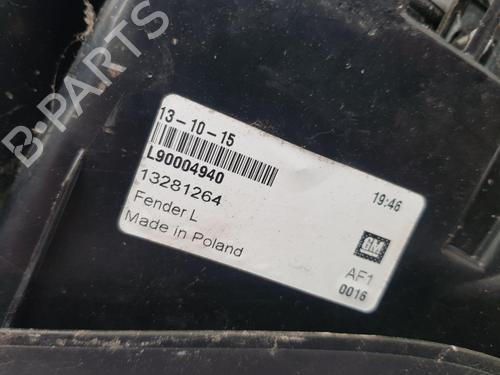 B-PARTS
13-10-15
L90004940
13281264
Fender L
Made in Poland
19:46
GM
AF1
0016